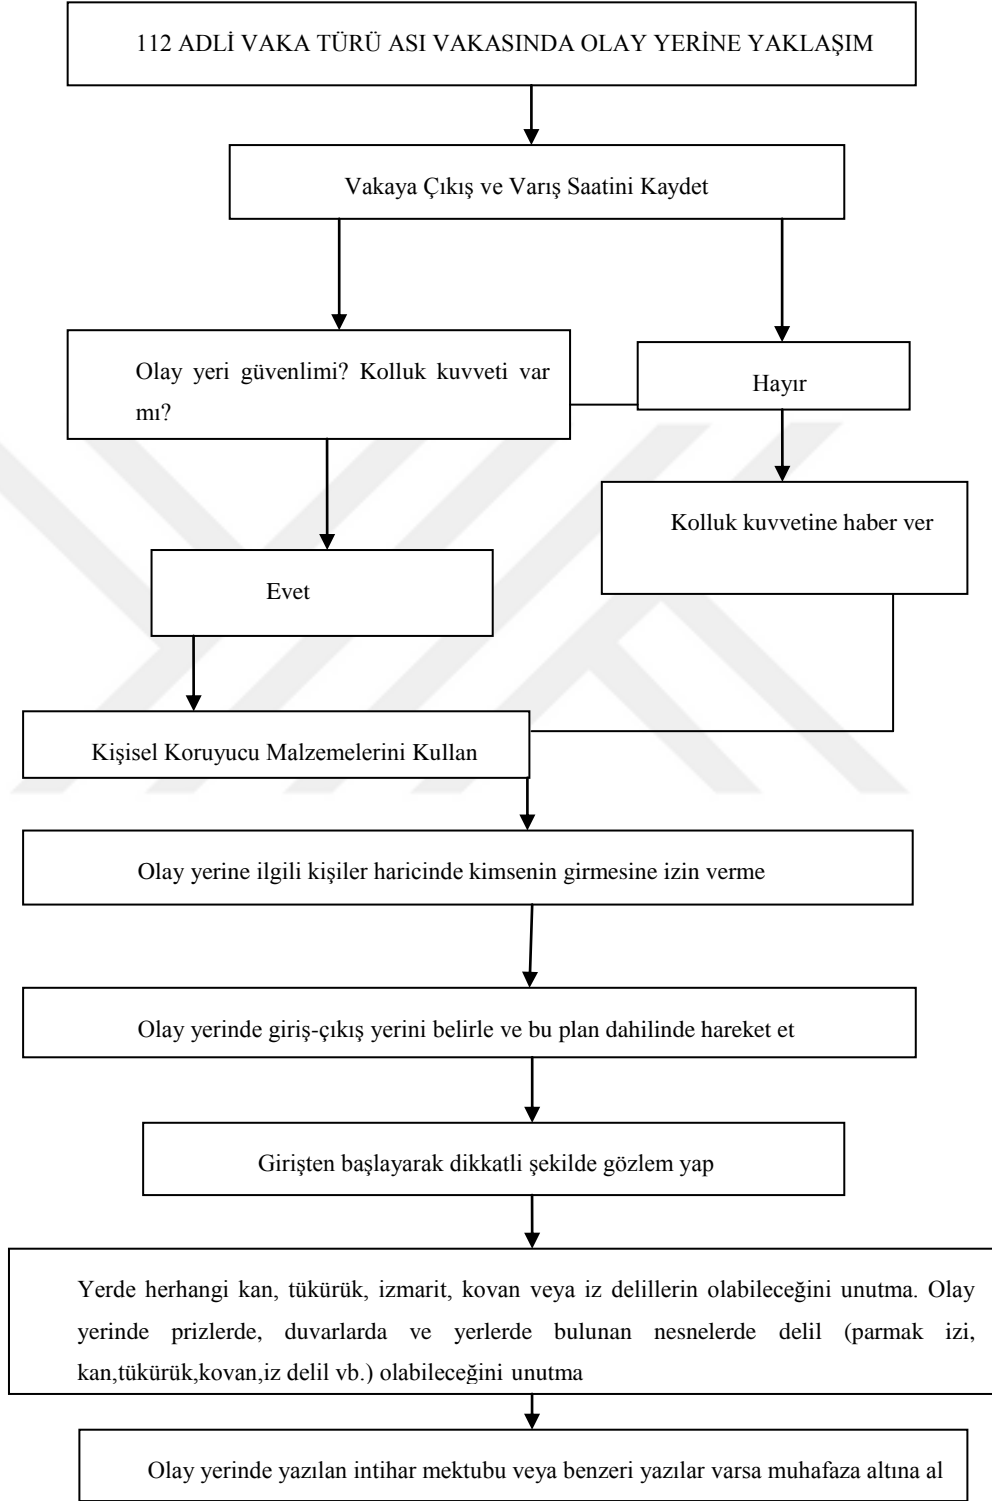 112 ADLİ VAKA TÜRÜ ASI VAKASINDA OLAY YERİNE YAKLAŞIM
Vakaya Çıkış ve Varış Saatini Kaydet
Olay yeri güvenlimi? Kolluk kuvveti var
mı?
Hayır
Kolluk kuvvetine haber ver
Evet
Kişisel Koruyucu Malzemelerini Kullan
Olay yerine ilgili kişiler haricinde kimsenin girmesine izin verme
Olay yerinde giriş-çıkış yerini belirle ve bu plan dahilinde hareket et
Girişten başlayarak dikkatli şekilde gözlem yap
Yerde herhangi kan, tükürük, izmarit, kovan veya iz delillerin olabileceğini unutma. Olay
yerinde prizlerde, duvarlarda ve yerlerde bulunan nesnelerde delil (parmak izi,
kan,tükürük,kovan,iz delil vb.) olabileceğini unutma
Olay yerinde yazılan intihar mektubu veya benzeri yazılar varsa muhafaza altına al